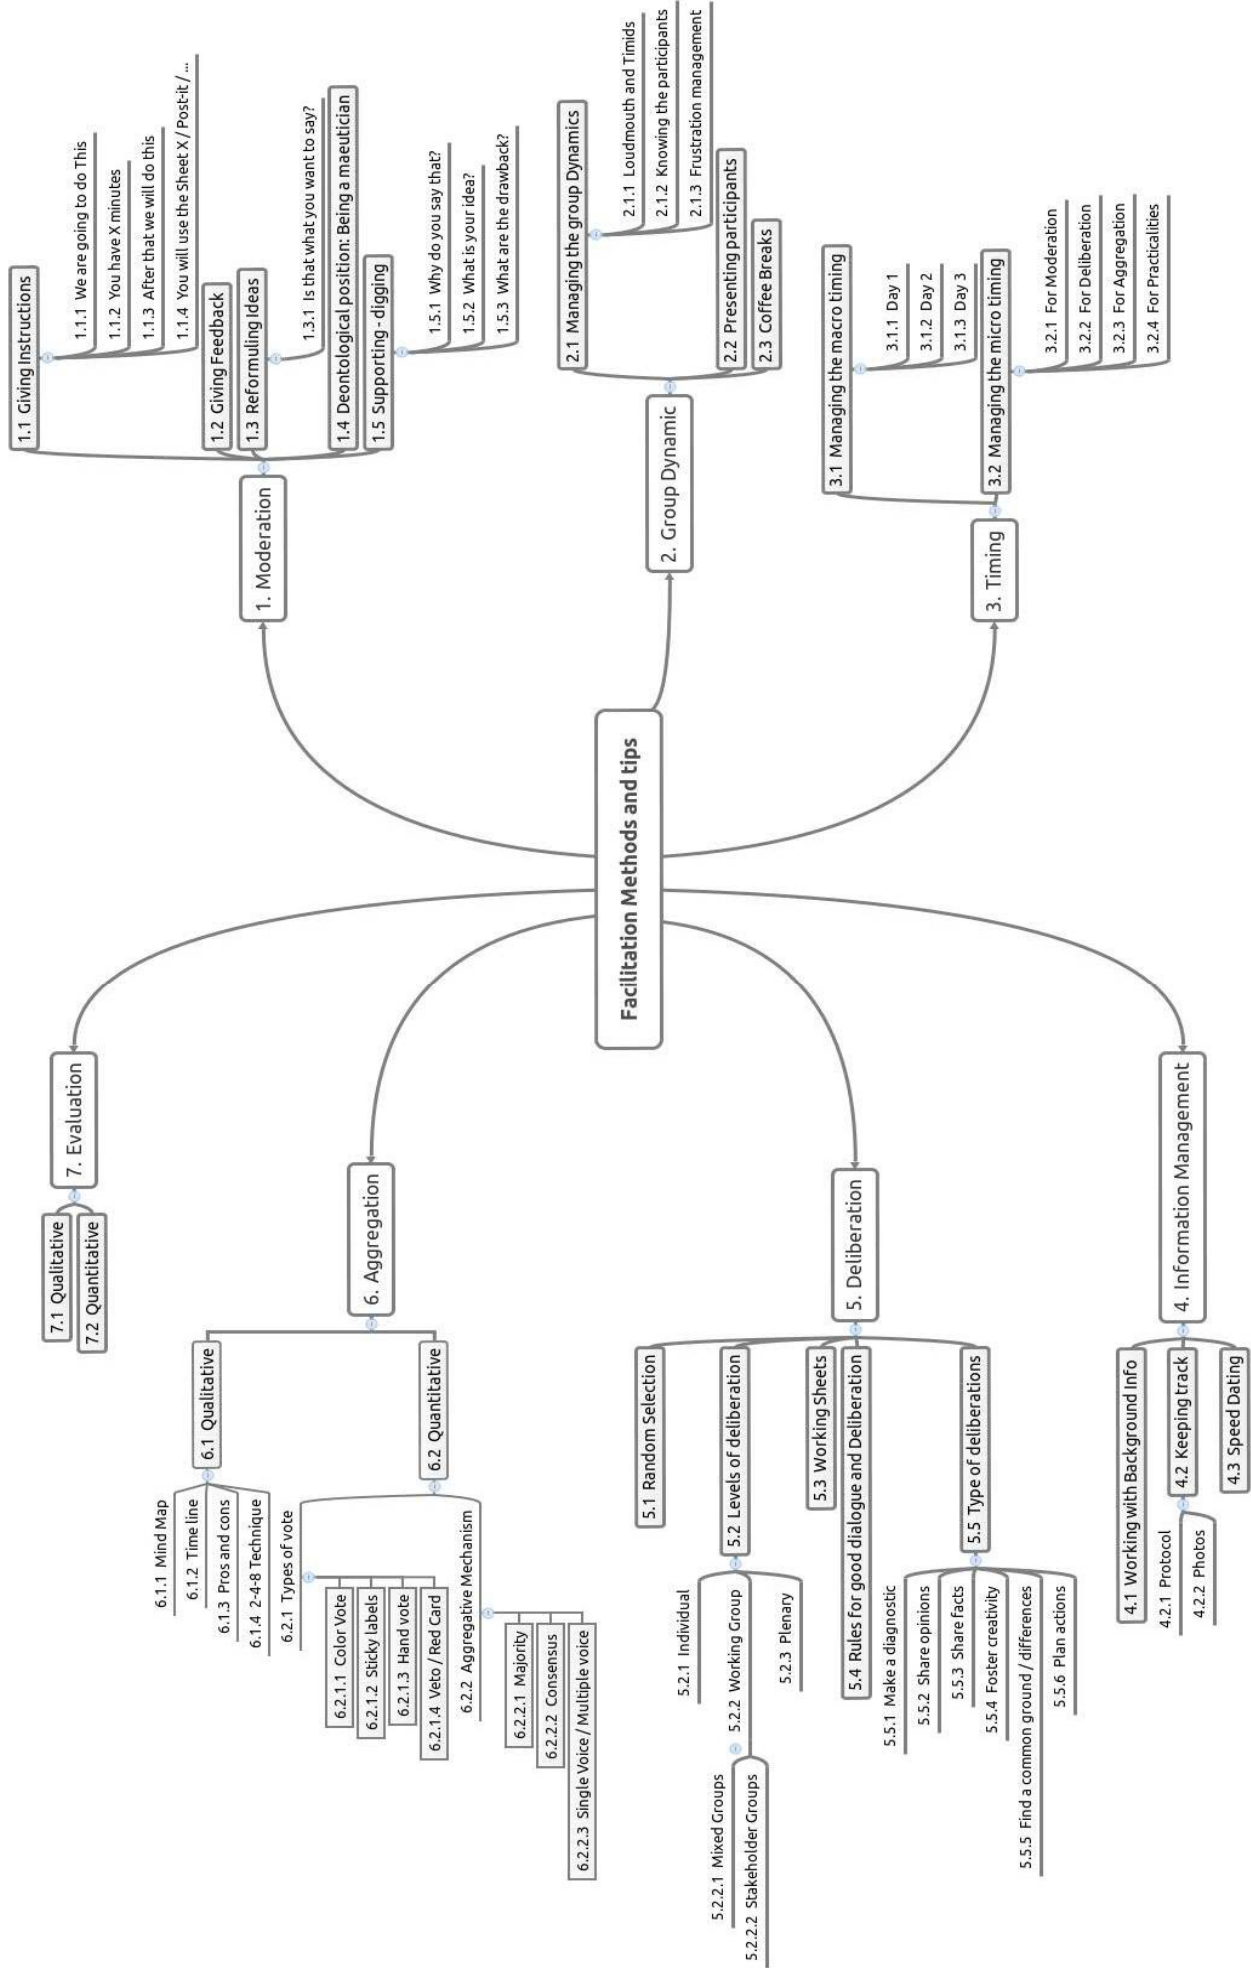 Facilitation Methods and tips
1. Moderation
1.1 Giving Instructions
1.1.1 We are going to do This
1.1.2 You have X minutes
1.1.3 After that we will do this
1.1.4 You will use the Sheet X / Post-it / ...
1.2 Giving Feedback
1.3 Reformuling Ideas
1.3.1 Is that what you want to say?
1.4 Deontological position: Being a maeutician
1.5 Supporting - digging
1.5.1 Why do you say that?
1.5.2 What is your idea?
1.5.3 What are the drawback?
2. Group Dynamic
2.1 Managing the group Dynamics
2.1.1 Loudmouth and Timids
2.1.2 Knowing the participants
2.1.3 Frustration management
2.2 Presenting participants
2.3 Coffee Breaks
3. Timing
3.1 Managing the macro timing
3.1.1 Day 1
3.1.2 Day 2
3.1.3 Day 3
3.2 Managing the micro timing
3.2.1 For Moderation
3.2.2 For Deliberation
3.2.3 For Aggregation
3.2.4 For Practicalities
7. Evaluation
7.1 Qualitative
7.2 Quantitative
6. Aggregation
6.1 Qualitative
6.1.1 Mind Map
6.1.2 Time line
6.1.3 Pros and cons
6.1.4 2-4-8 Technique
6.2 Quantitative
6.2.1 Types of vote
6.2.1.1 Color Vote
6.2.1.2 Sticky labels
6.2.1.3 Hand vote
6.2.1.4 Veto / Red Card
6.2.2 Aggregative Mechanism
6.2.2.1 Majority
6.2.2.2 Consensus
6.2.2.3 Single Voice / Multiple voice
5. Deliberation
5.1 Random Selection
5.2 Levels of deliberation
5.2.1 Individual
5.2.2 Working Group
5.2.2.1 Mixed Groups
5.2.2.2 Stakeholder Groups
5.2.3 Plenary
5.3 Working Sheets
5.4 Rules for good dialogue and Deliberation
5.5 Type of deliberations
5.5.1 Make a diagnostic
5.5.2 Share opinions
5.5.3 Share facts
5.5.4 Foster creativity
5.5.5 Find a common ground / differences
5.5.6 Plan actions
4. Information Management
4.1 Working with Background Info
4.2 Keeping track
4.2.1 Protocol
4.2.2 Photos
4.3 Speed Dating